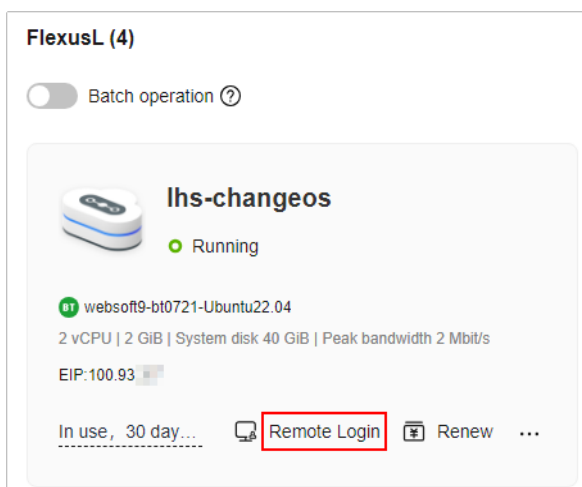 FlexusL (4)
Batch operation ?
lhs-changeos
Running
BT websoft9-bt0721-Ubuntu22.04
2 vCPU | 2 GiB | System disk 40 GiB | Peak bandwidth 2 Mbit/s
EIP:100.93
In use，30 day... Remote Login ¥ Renew ...